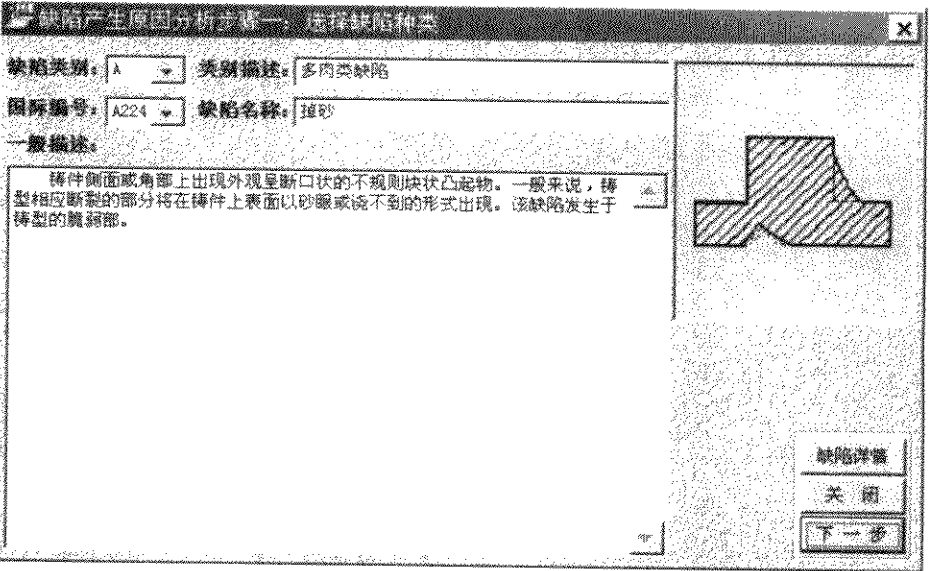 缺陷产生原因分析步骤一: 选择缺陷种类
缺陷类别: A 类别描述: 多肉类缺陷
国际编号: A224 缺陷名称: 掉砂
一般描述:
铸件侧面或角部上出现外观呈断口状的不规则块状凸起物。一般来说,铸
型相应断裂的部分将在铸件上表面以砂眼或浇不到的形式出现。该缺陷发生于
铸型的脆弱部。
缺陷详情
关 闭
下一步